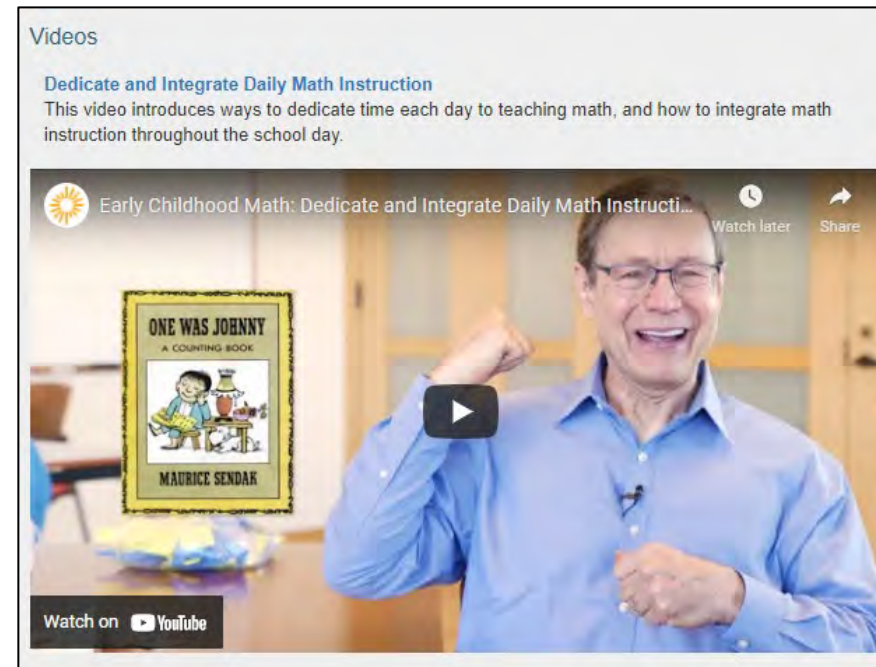 Videos
Dedicate and Integrate Daily Math Instruction
This video introduces ways to dedicate time each day to teaching math, and how to integrate math
instruction throughout the school day.
Early Childhood Math: Dedicate and Integrate Daily Math Instructi...
Watch later
Share
ONE WAS JOHNNY
A COUNTING BOOK
MAURICE SENDAK
Watch on YouTube